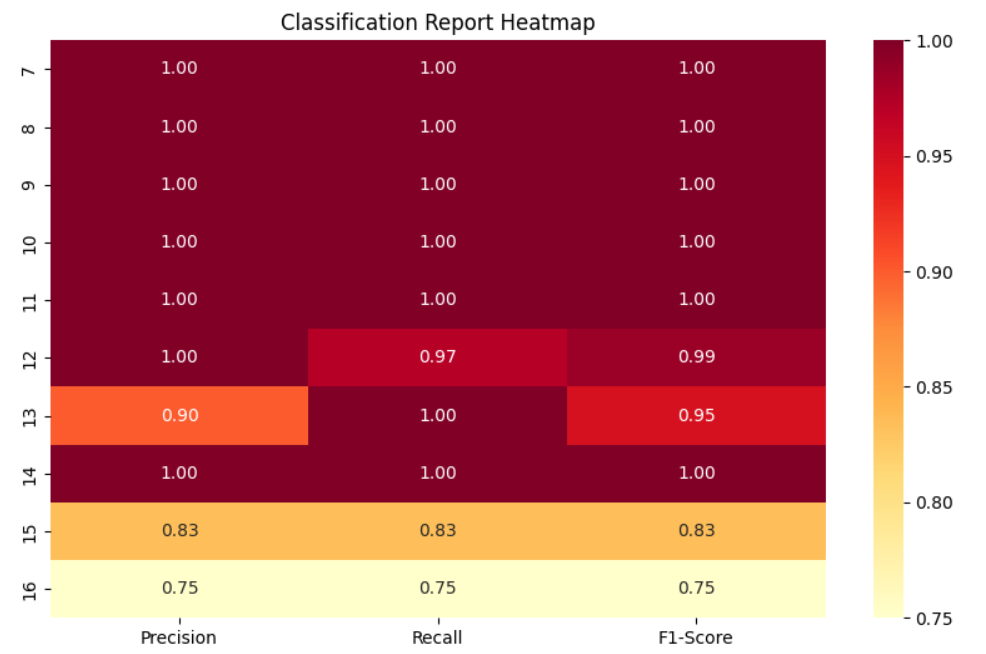 Classification Report Heatmap
7 1.00 1.00 1.00
8 1.00 1.00 1.00
9 1.00 1.00 1.00
10 1.00 1.00 1.00
11 1.00 1.00 1.00
12 1.00 0.97 0.99
13 0.90 1.00 0.95
14 1.00 1.00 1.00
15 0.83 0.83 0.83
16 0.75 0.75 0.75
Precision Recall F1-Score
1.00
0.95
0.90
0.85
0.80
0.75